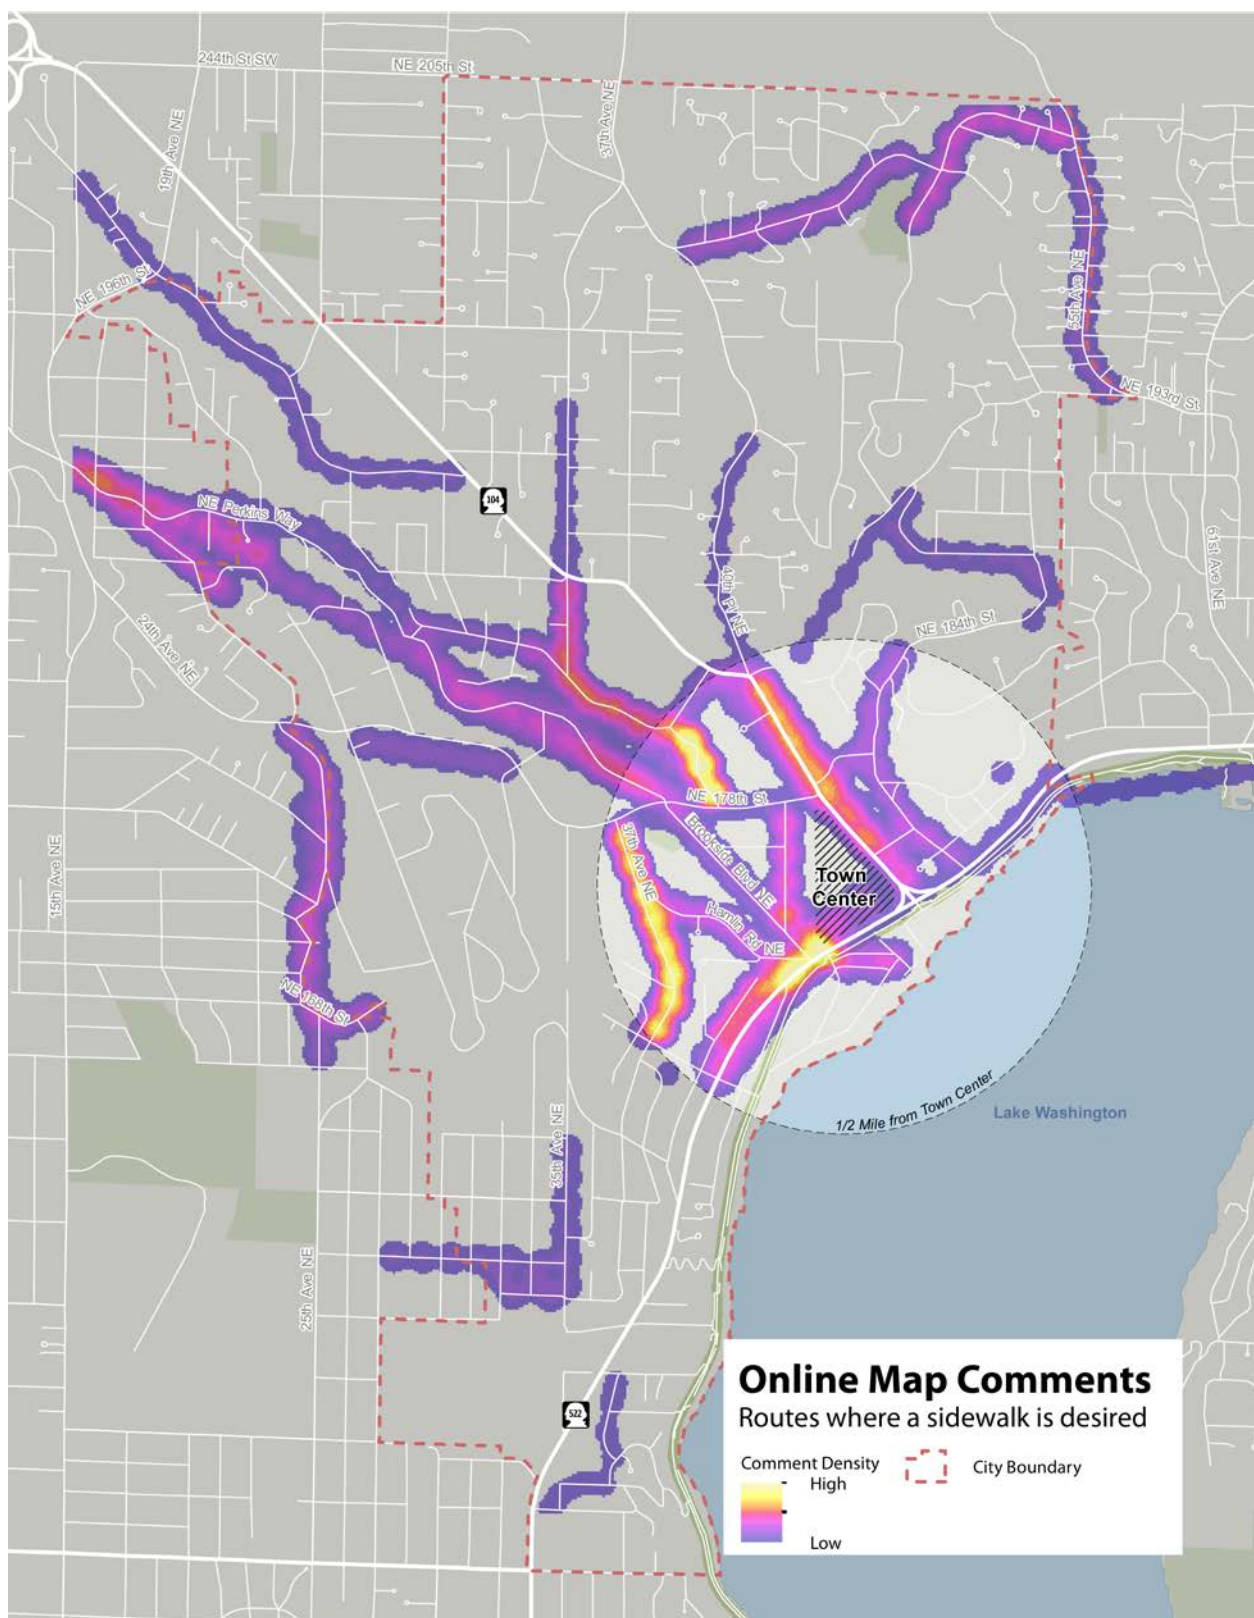 244th St SW
NE 205th St
19th Ave NE
37th Ave NE
NE 196th St
55th Ave NE
NE 193rd St
104
NE Perkins Way
61st Ave NE
40th Pl NE
NE 184th St
24th Ave NE
NE 178th St
15th Ave NE
37th Ave NE
Brookside Blvd NE
Town
Center
Hamlin Rd NE
NE 168th St
1/2 Mile from Town Center
Lake Washington
35th Ave NE
25th Ave NE
522
Online Map Comments
Routes where a sidewalk is desired
Comment Density
High
Low
City Boundary